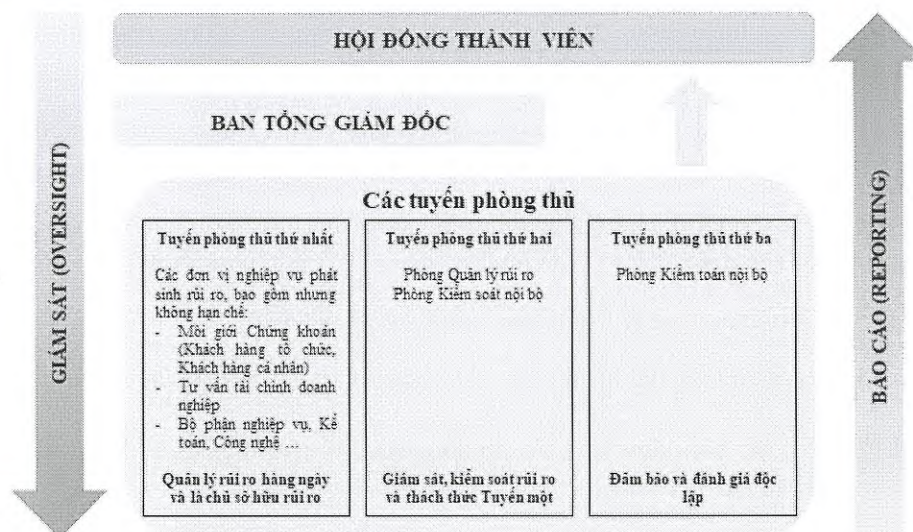 HỘI ĐỒNG THÀNH VIÊN
BAN TỔNG GIÁM ĐỐC
GIÁM SÁT (OVERSIGHT)
BÁO CÁO (REPORTING)
Các tuyến phòng thủ
Tuyến phòng thủ thứ nhất
Các đơn vị nghiệp vụ phát
sinh rủi ro, bao gồm nhưng
không hạn chế:
- Môi giới Chứng khoán
(Khách hàng tổ chức,
Khách hàng cá nhân)
- Tư vấn tài chính doanh
nghiệp
- Bộ phận nghiệp vụ, Kế
toán, Công nghệ ...
Quản lý rủi ro hàng ngày
và là chủ sở hữu rủi ro
Tuyến phòng thủ thứ hai
Phòng Quản lý rủi ro
Phòng Kiểm soát nội bộ
Giám sát, kiểm soát rủi ro
và thách thức Tuyến một
Tuyến phòng thủ thứ ba
Phòng Kiểm toán nội bộ
Đảm bảo và đánh giá độc
lập